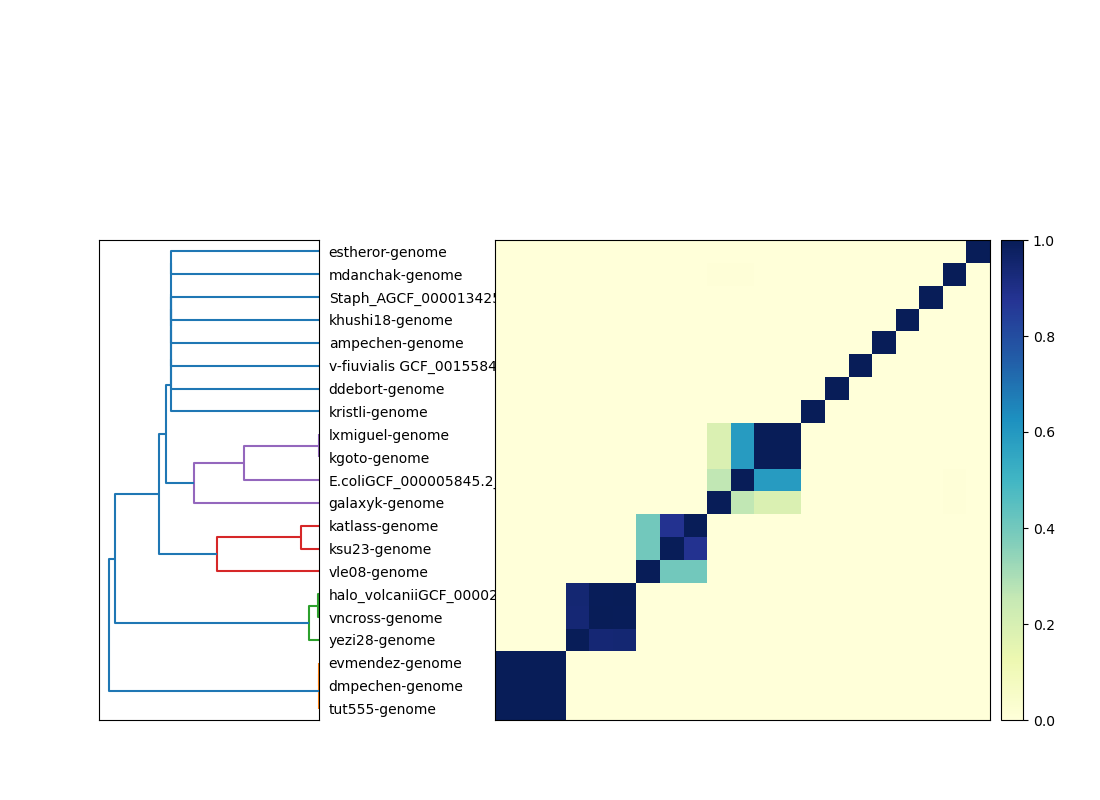 estheror-genome
mdanchak-genome
Staph_AGCF_000013425
khushi18-genome
ampechen-genome
v-fiuvialis GCF_0015584
ddebort-genome
kristli-genome
lxmiguel-genome
kgoto-genome
E.coliGCF_000005845.2_
galaxyk-genome
katlass-genome
ksu23-genome
vle08-genome
halo_volcaniiGCF_00002
vncross-genome
yezi28-genome
evmendez-genome
dmpechen-genome
tut555-genome
1.0
0.8
0.6
0.4
0.2
0.0